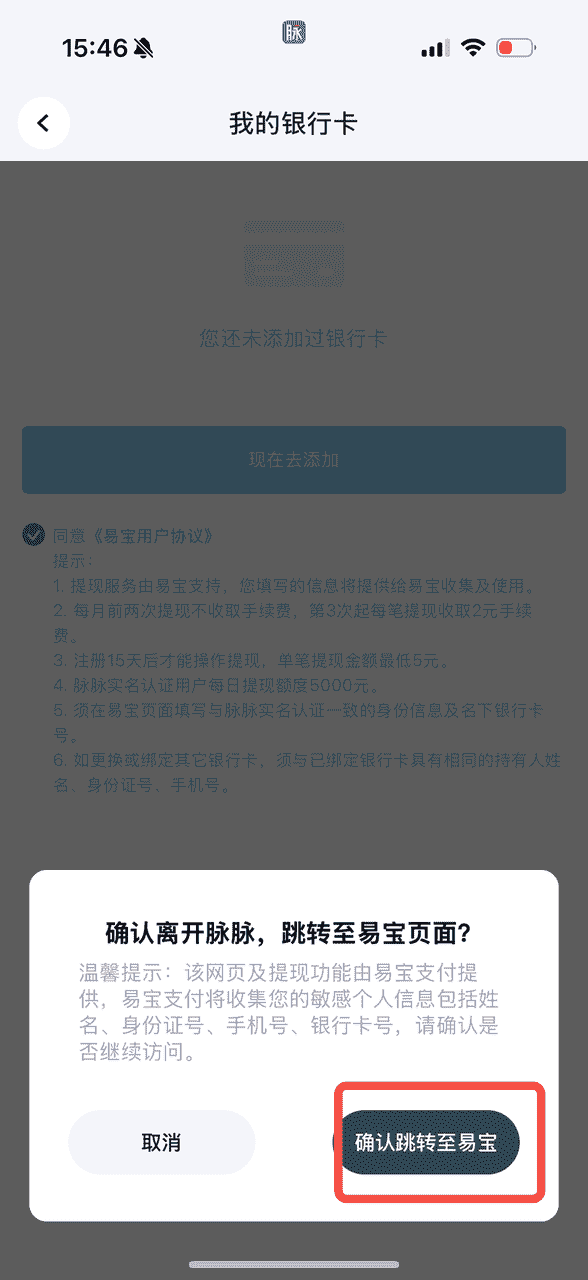 15:46
脉
我的银行卡
您还未添加过银行卡
现在去添加
同意《易宝用户协议》
提示：
1. 提现服务由易宝支持，您填写的信息将提供给易宝收集及使用。
2. 每月前两次提现不收取手续费，第3次起每笔提现收取2元手续
费。
3. 注册15天后才能操作提现，单笔提现金额最低5元。
4. 脉脉实名认证用户每日提现额度5000元。
5. 须在易宝页面填写与脉脉实名认证一致的身份信息及名下银行卡
号。
6. 如更换或绑定其它银行卡，须与已绑定银行卡具有相同的持有人姓
名、身份证号、手机号。
确认离开脉脉，跳转至易宝页面？
温馨提示：该网页及提现功能由易宝支付提
供，易宝支付将收集您的敏感个人信息包括姓
名、身份证号、手机号、银行卡号，请确认是
否继续访问。
取消
确认跳转至易宝